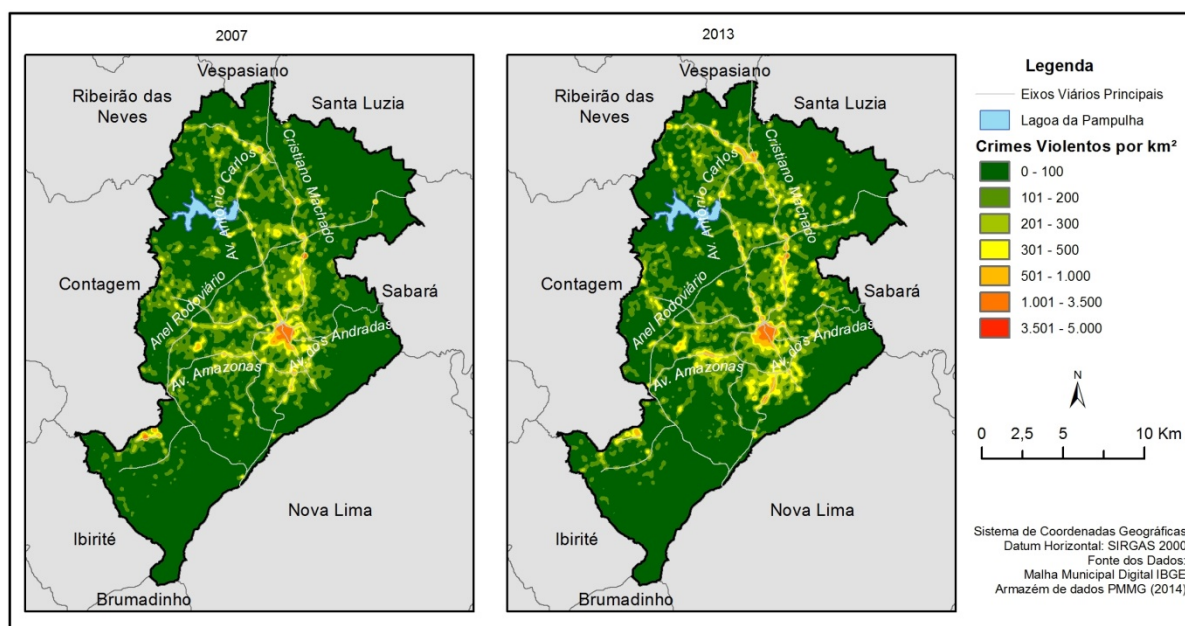 2007
Vespasiano
Ribeirão das
Neves
Santa Luzia
Cristiano Machado
Av. Antônio Carlos
Contagem
Anel Rodoviário
Sabará
Av. dos Andradas
Av. Amazonas
Nova Lima
Ibirité
Brumadinho
2013
Vespasiano
Ribeirão das
Neves
Santa Luzia
Cristiano Machado
Av. Antônio Carlos
Contagem
Anel Rodoviário
Sabará
Av. dos Andradas
Av. Amazonas
Nova Lima
Ibirité
Brumadinho
Legenda
Eixos Viários Principais
Lagoa da Pampulha
Crimes Violentos por km²
0 - 100
101 - 200
201 - 300
301 - 500
501 - 1.000
1.001 - 3.500
3.501 - 5.000
N
0 2,5 5 10 Km
Sistema de Coordenadas Geográficas
Datum Horizontal: SIRGAS 2000
Fonte dos Dados:
Malha Municipal Digital IBGE
Armazém de dados PMMG (2014)